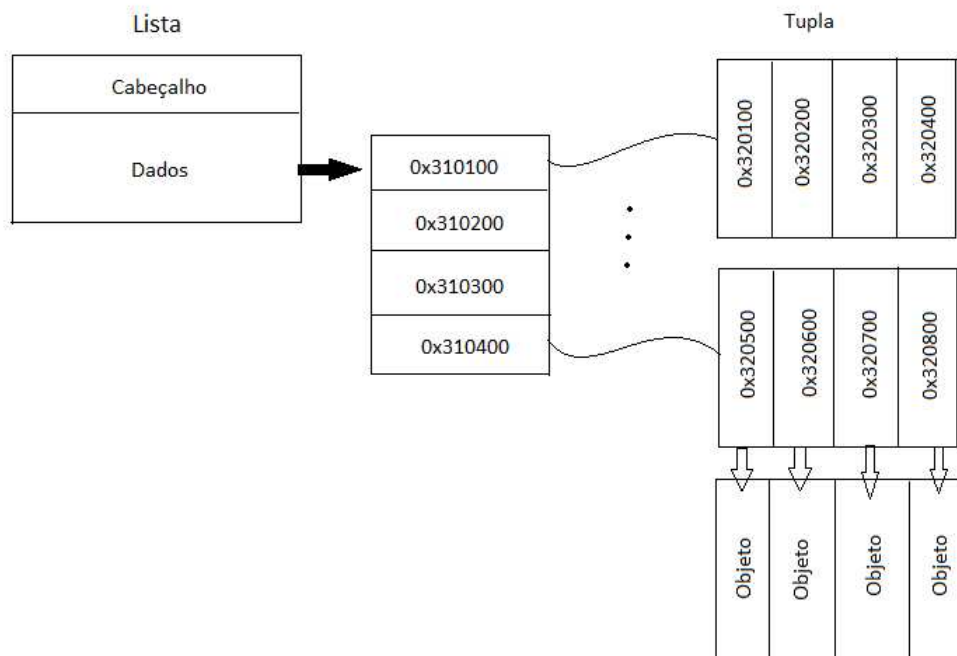 Lista
Tupla
Cabeçalho
Dados
0x310100
0x310200
0x310300
0x310400
0x320100
0x320200
0x320300
0x320400
0x320500
0x320600
0x320700
0x320800
Objeto
Objeto
Objeto
Objeto